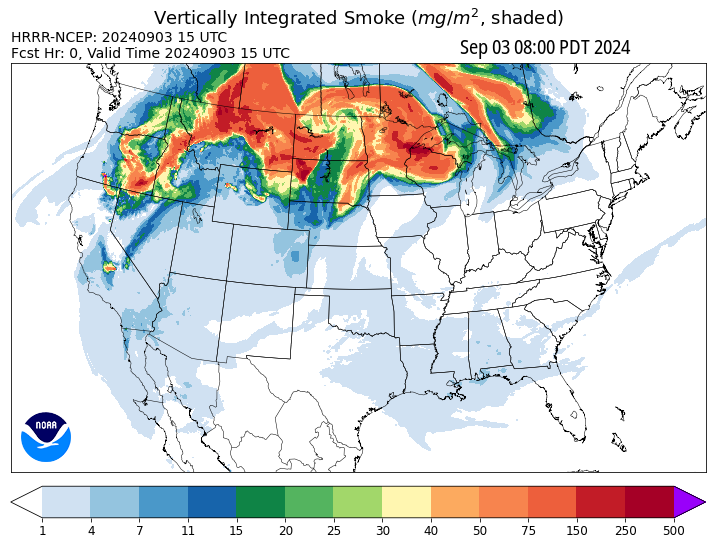 Vertically Integrated Smoke (mg/m², shaded)
HRRR-NCEP: 20240903 15 UTC
Fcst Hr: 0, Valid Time 20240903 15 UTC
Sep 03 08:00 PDT 2024
NOAA
1 4 7 11 15 20 25 30 40 50 75 150 250 500